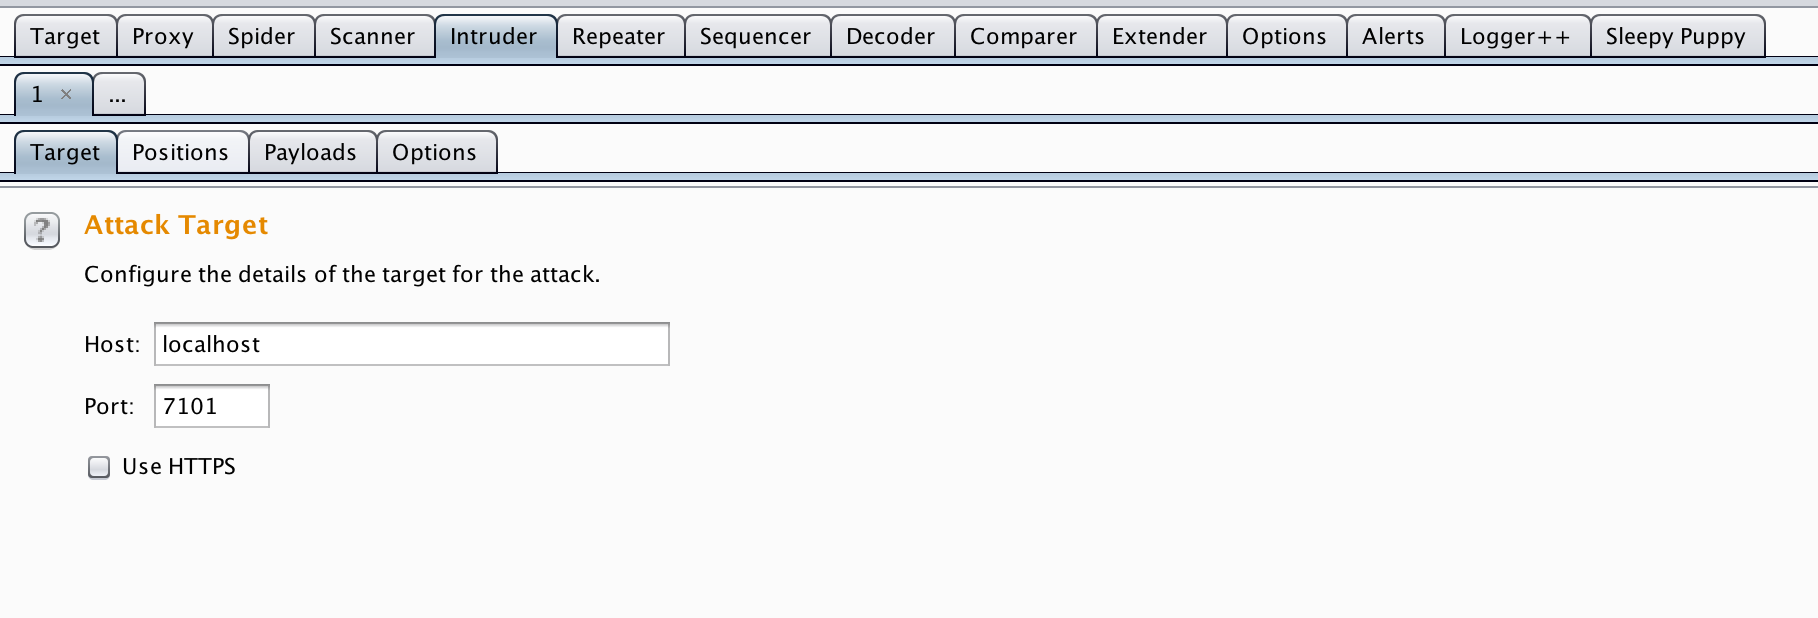 Target Proxy Spider Scanner Intruder Repeater Sequencer Decoder Comparer Extender Options Alerts Logger++ Sleepy Puppy
1 × ...
Target Positions Payloads Options
? Attack Target
Configure the details of the target for the attack.
Host: localhost
Port: 7101
Use HTTPS